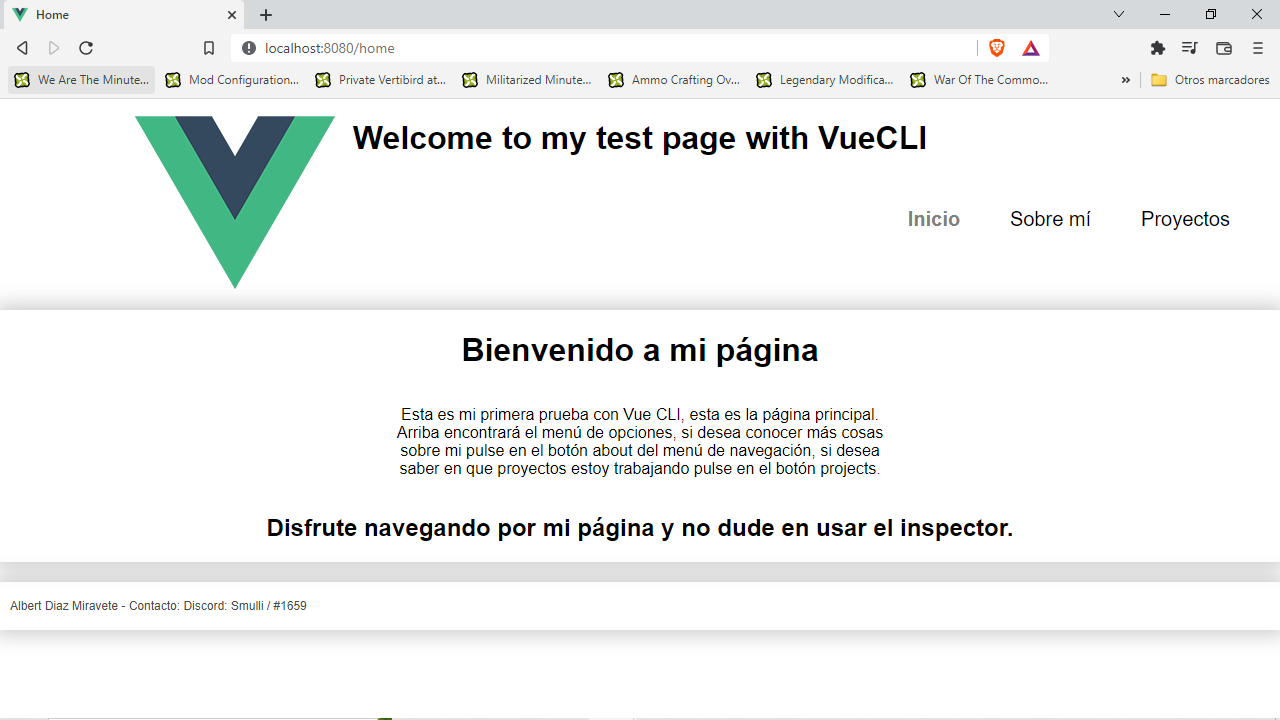 Home
localhost:8080/home
We Are The Minute...
Mod Configuration...
Private Vertibird at...
Militarized Minute...
Ammo Crafting Ov...
Legendary Modifica...
War Of The Commo...
»
Otros marcadores
Welcome to my test page with VueCLI
Inicio
Sobre mí
Proyectos
Bienvenido a mi página
Esta es mi primera prueba con Vue CLI, esta es la página principal.
Arriba encontrará el menú de opciones, si desea conocer más cosas
sobre mi pulse en el botón about del menú de navegación, si desea
saber en que proyectos estoy trabajando pulse en el botón projects.
Disfrute navegando por mi página y no dude en usar el inspector.
Albert Diaz Miravete - Contacto: Discord: Smulli / #1659